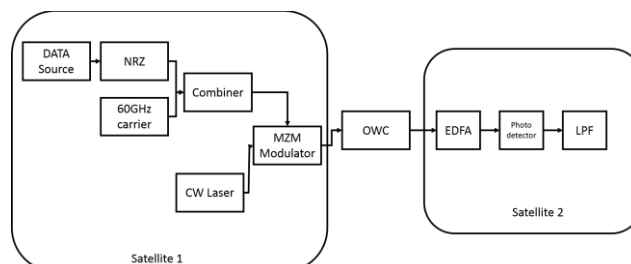 DATA
Source
NRZ
60GHz
carrier
Combiner
MZM
Modulator
CW Laser
OWC
EDFA
Photo
detector
LPF
Satellite 1
Satellite 2